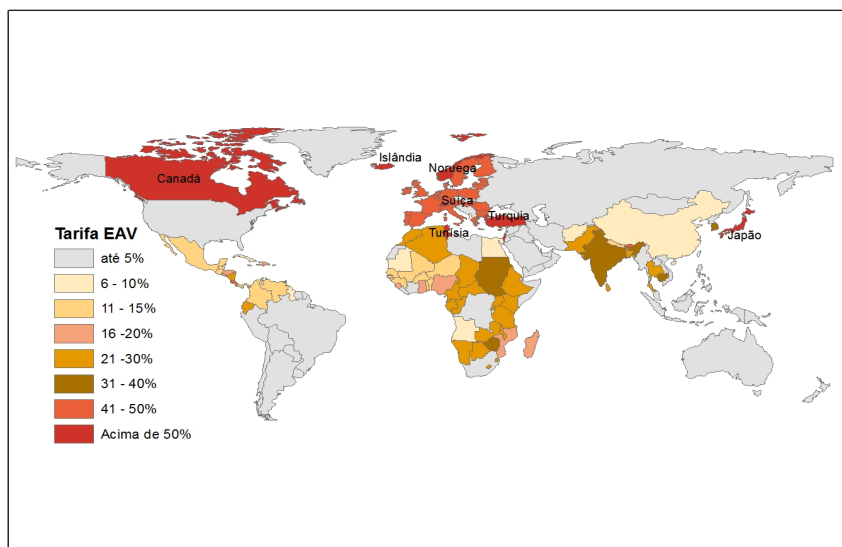 Islândia
Noruega
Canadá
Suíça
Turquia
Tunísia
Japão
Tarifa EAV
até 5%
6 - 10%
11 - 15%
16 -20%
21 -30%
31 - 40%
41 - 50%
Acima de 50%